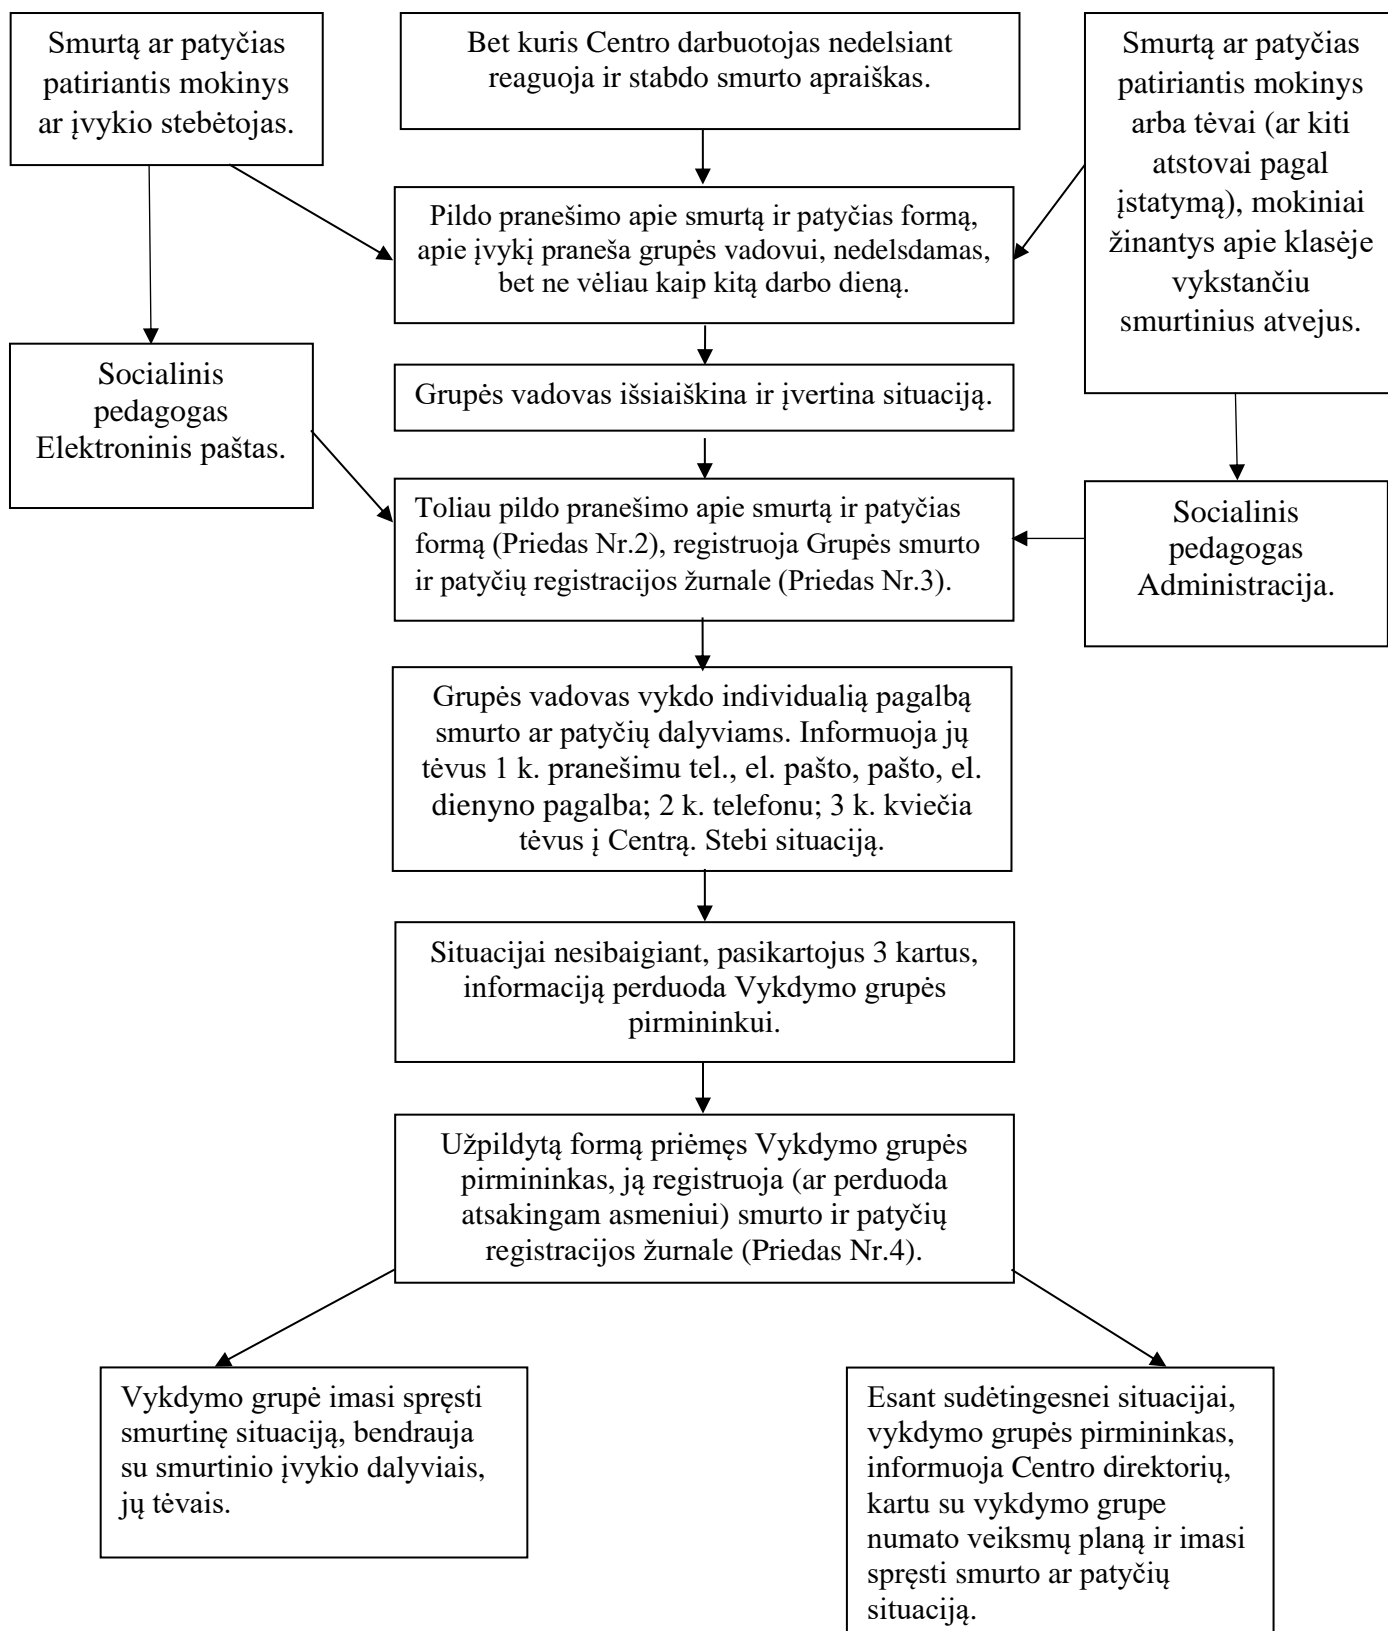 Smurtą ar patyčias
patiriantis mokinys
ar įvykio stebėtojas.
Bet kuris Centro darbuotojas nedelsiant
reaguoja ir stabdo smurto apraiškas.
Smurtą ar patyčias
patiriantis mokinys
arba tėvai (ar kiti
atstovai pagal
įstatymą), mokiniai
žinantys apie klasėje
vykstančiu
smurtinius atvejus.
Pildo pranešimo apie smurtą ir patyčias formą,
apie įvykį praneša grupės vadovui, nedelsdamas,
bet ne vėliau kaip kitą darbo dieną.
Socialinis
pedagogas
Elektroninis paštas.
Grupės vadovas išsiaiškina ir įvertina situaciją.
Toliau pildo pranešimo apie smurtą ir patyčias
formą (Priedas Nr.2), registruoja Grupės smurto
ir patyčių registracijos žurnale (Priedas Nr.3).
Socialinis
pedagogas
Administracija.
Grupės vadovas vykdo individualią pagalbą
smurto ar patyčių dalyviams. Informuoja jų
tėvus 1 k. pranešimu tel., el. pašto, pašto, el.
dienyno pagalba; 2 k. telefonu; 3 k. kviečia
tėvus į Centrą. Stebi situaciją.
Situacijai nesibaigiant, pasikartojus 3 kartus,
informaciją perduoda Vykdymo grupės
pirmininkui.
Užpildytą formą priėmęs Vykdymo grupės
pirmininkas, ją registruoja (ar perduoda
atsakingam asmeniui) smurto ir patyčių
registracijos žurnale (Priedas Nr.4).
Vykdymo grupė imasi spręsti
smurtinę situaciją, bendrauja
su smurtinio įvykio dalyviais,
jų tėvais.
Esant sudėtingesnei situacijai,
vykdymo grupės pirmininkas,
informuoja Centro direktorių,
kartu su vykdymo grupe
numato veiksmų planą ir imasi
spręsti smurto ar patyčių
situaciją.